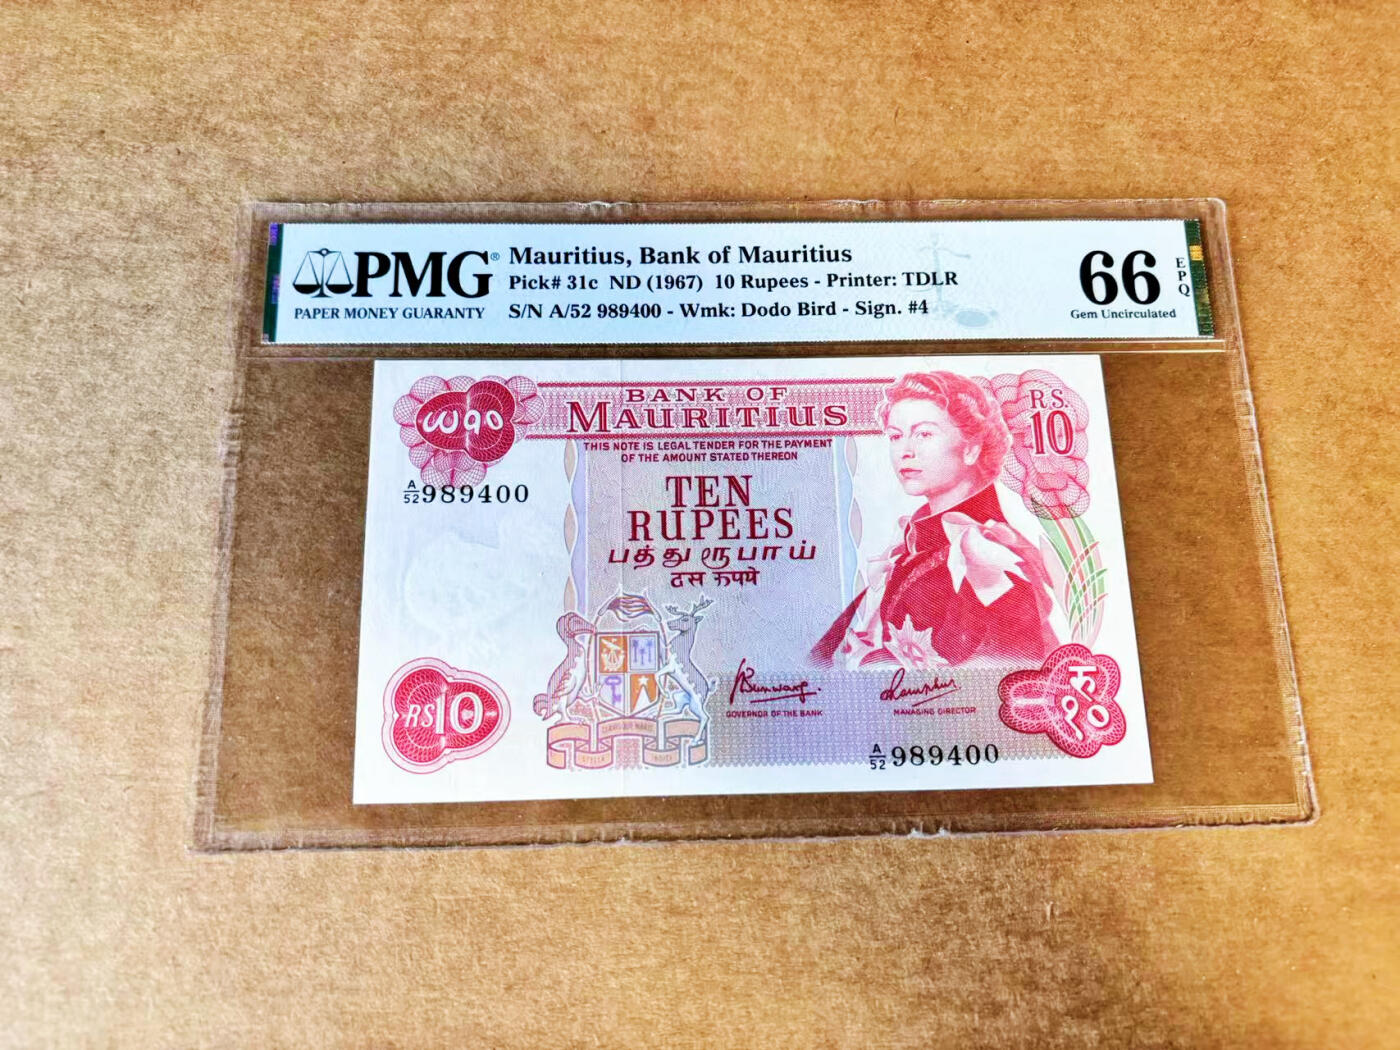 PMG®
PAPER MONEY GUARANTY
Mauritius, Bank of Mauritius
Pick# 31c ND (1967) 10 Rupees - Printer: TDLR
S/N A/52 989400 - Wmk: Dodo Bird - Sign. #4
66
EPQ
Gem Uncirculated
BANK OF
MAURITIUS
RS.
10
THIS NOTE IS LEGAL TENDER FOR THE PAYMENT
OF THE AMOUNT STATED THEREON
A/52 989400
TEN
RUPEES
பத்து ரூபாய்
दस रूपये
RS10
GOVERNOR OF THE BANK
MANAGING DIRECTOR
रु
१०
A/52 989400
STELLA